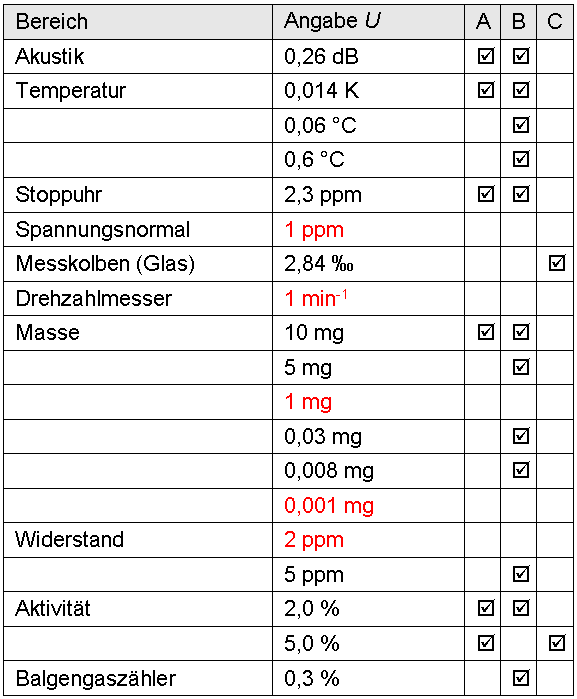 Bereich Angabe U A B C
Akustik 0,26 dB ☑ ☑
Temperatur 0,014 K ☑ ☑
0,06 °C ☑
0,6 °C ☑
Stoppuhr 2,3 ppm ☑ ☑
Spannungsnormal 1 ppm
Messkolben (Glas) 2,84 ‰ ☑
Drehzahlmesser 1 min-1
Masse 10 mg ☑ ☑
5 mg ☑
1 mg
0,03 mg ☑
0,008 mg ☑
0,001 mg
Widerstand 2 ppm
5 ppm ☑
Aktivität 2,0 % ☑ ☑
5,0 % ☑ ☑
Balgengaszähler 0,3 % ☑